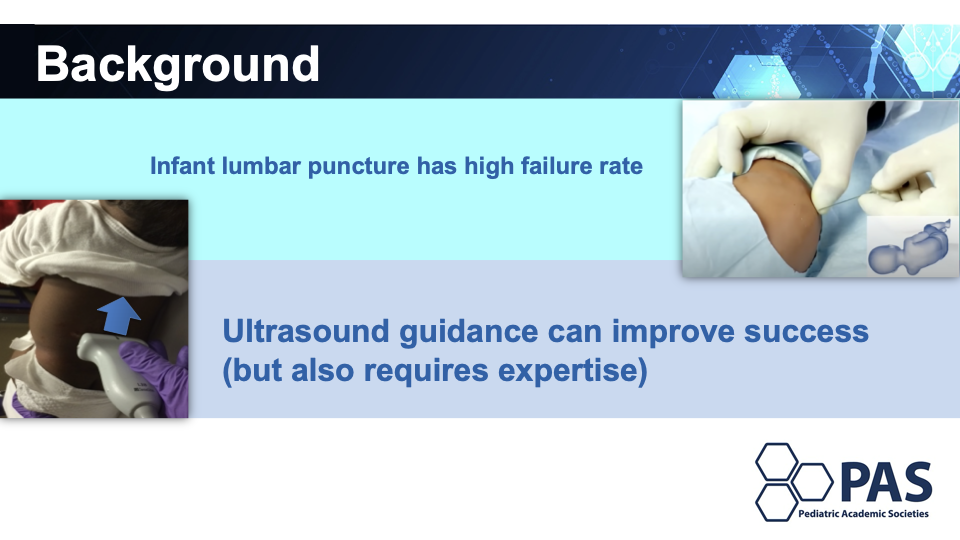 Background
Infant lumbar puncture has high failure rate
Ultrasound guidance can improve success
(but also requires expertise)
PAS
Pediatric Academic Societies